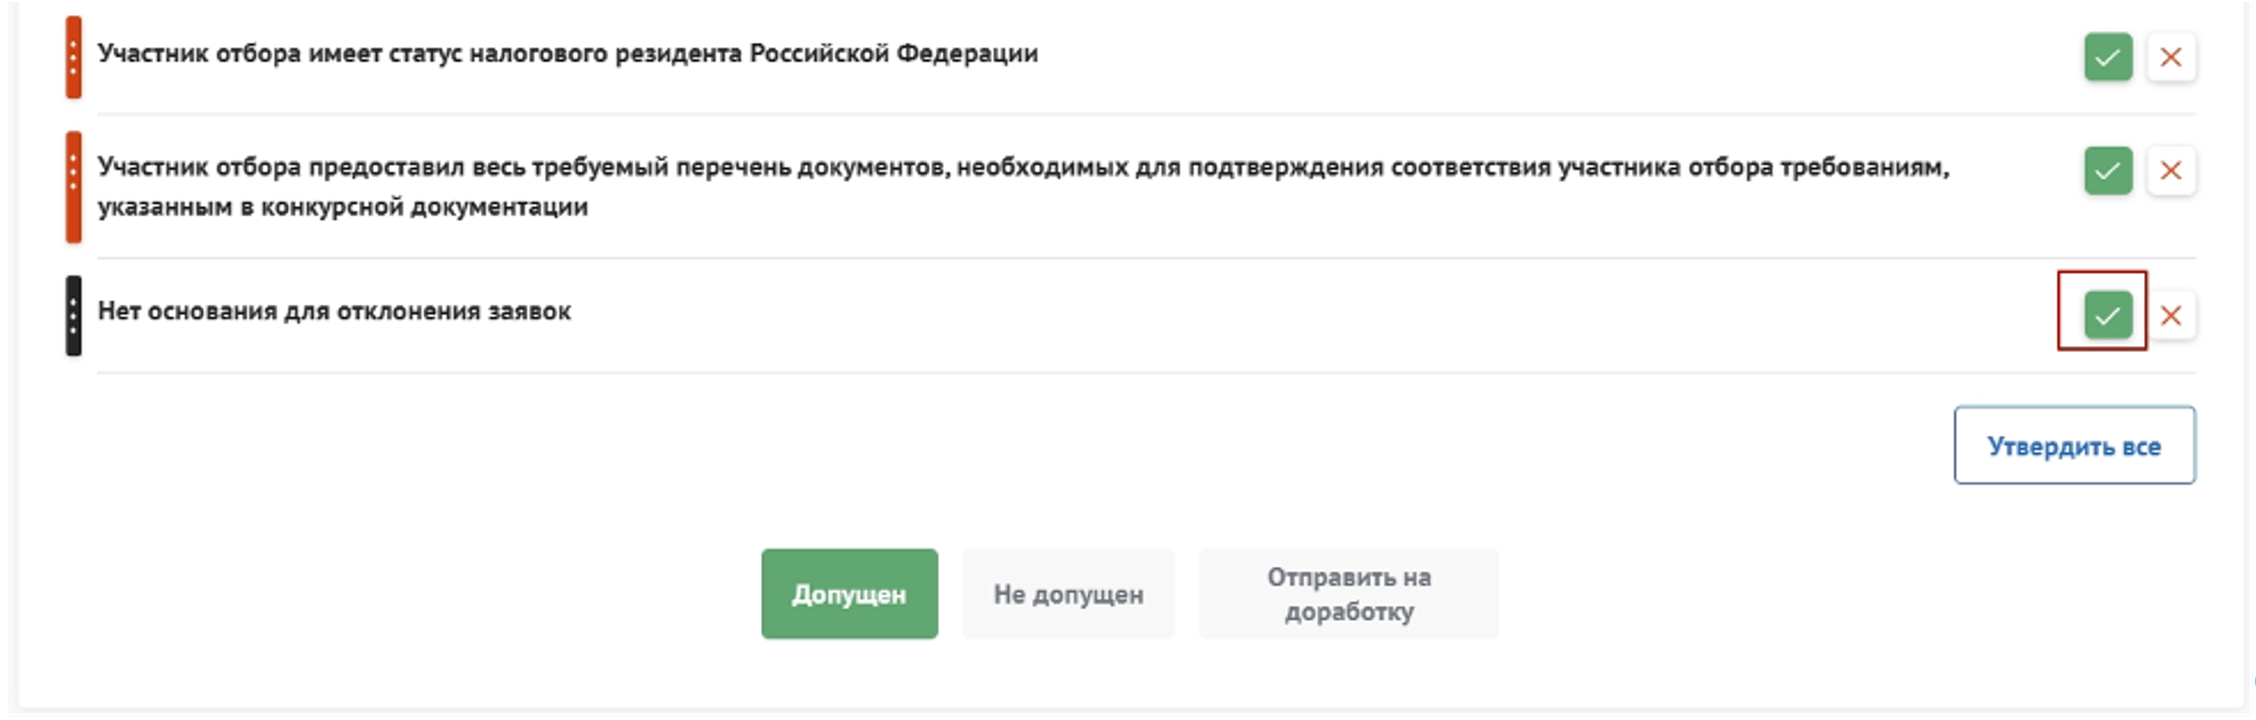 Участник отбора имеет статус налогового резидента Российской Федерации
Участник отбора предоставил весь требуемый перечень документов, необходимых для подтверждения соответствия участника отбора требованиям,
указанным в конкурсной документации
Нет основания для отклонения заявок
Утвердить все
Допущен
Не допущен
Отправить на
доработку